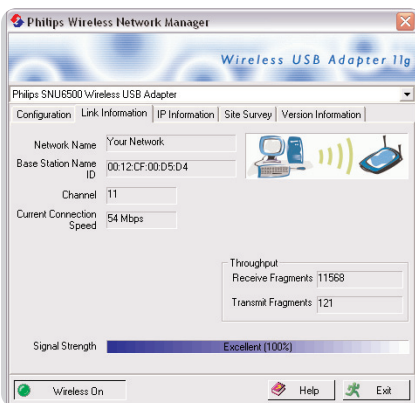 Philips Wireless Network Manager
Wireless USB Adapter 11g
Philips SNU6500 Wireless USB Adapter
Configuration Link Information IP Information Site Survey Version Information
Network Name Your Network
Base Station Name ID 00:12:CF:00:D5:D4
Channel 11
Current Connection Speed 54 Mbps
Throughput
Receive Fragments 11568
Transmit Fragments 121
Signal Strength Excellent (100%)
Wireless On Help Exit